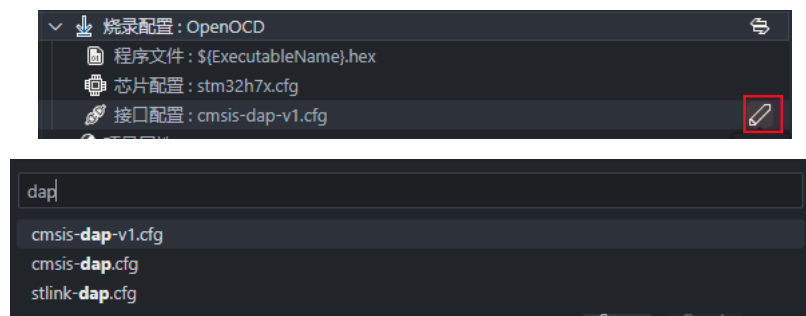 烧录配置 : OpenOCD
程序文件 : ${ExecutableName}.hex
芯片配置 : stm32h7x.cfg
接口配置 : cmsis-dap-v1.cfg
dap
cmsis-dap-v1.cfg
cmsis-dap.cfg
stlink-dap.cfg